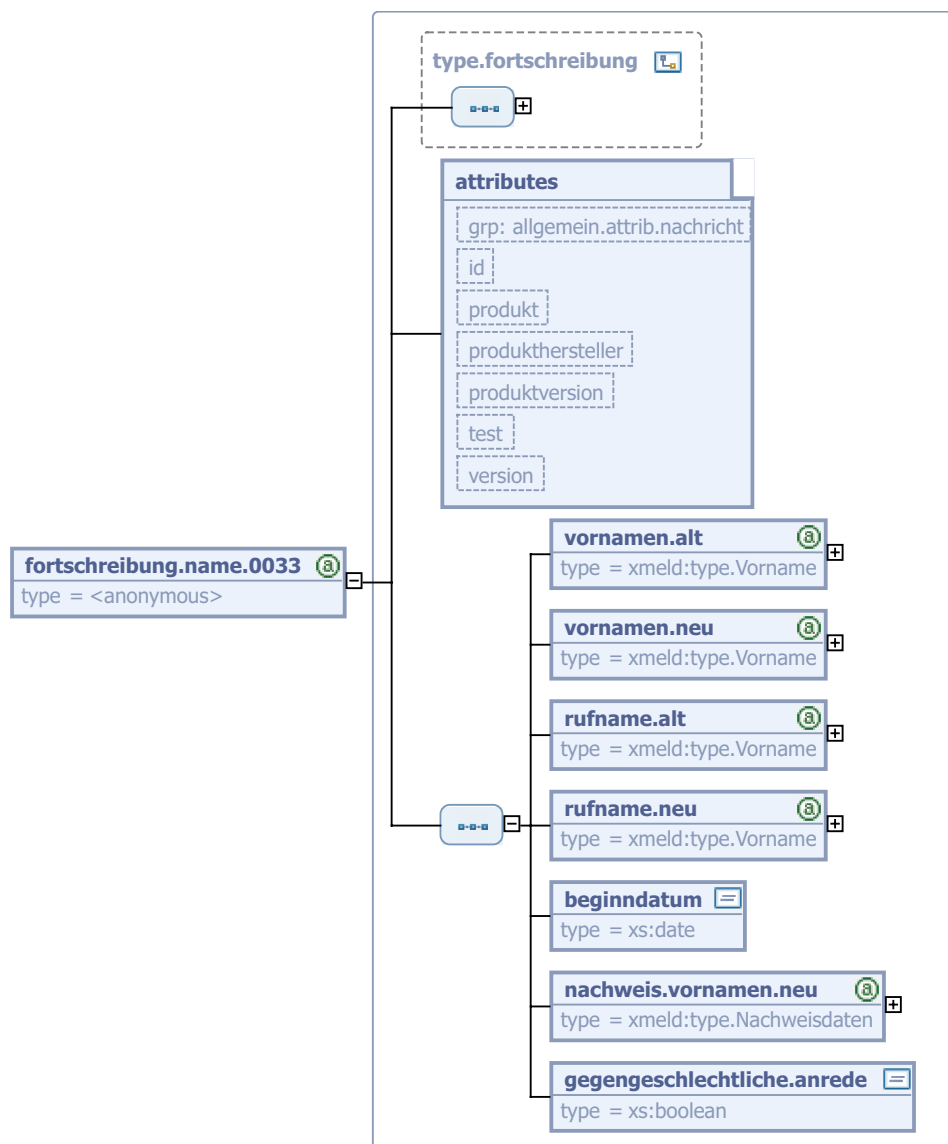 type.fortschreibung
attributes
grp: allgemein.attrib.nachricht
id
produkt
produkthersteller
produktversion
test
version
fortschreibung.name.0033
type = <anonymous>
vornamen.alt
type = xmeld:type.Vorname
vornamen.neu
type = xmeld:type.Vorname
rufname.alt
type = xmeld:type.Vorname
rufname.neu
type = xmeld:type.Vorname
beginndatum
type = xs:date
nachweis.vornamen.neu
type = xmeld:type.Nachweisdaten
gegengeschlechtliche.anrede
type = xs:boolean